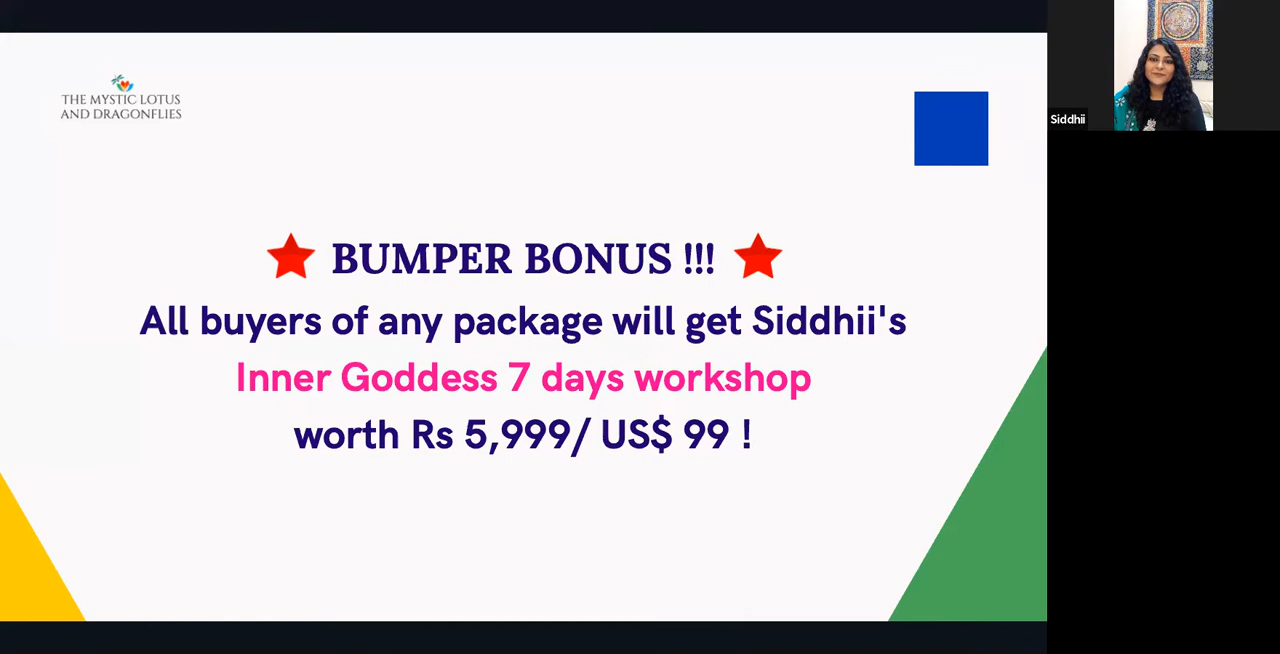 THE MYSTIC LOTUS
AND DRAGONFLIES
BUMPER BONUS !!!
All buyers of any package will get Siddhii's
Inner Goddess 7 days workshop
worth Rs 5,999/ US$ 99 !
Siddhii